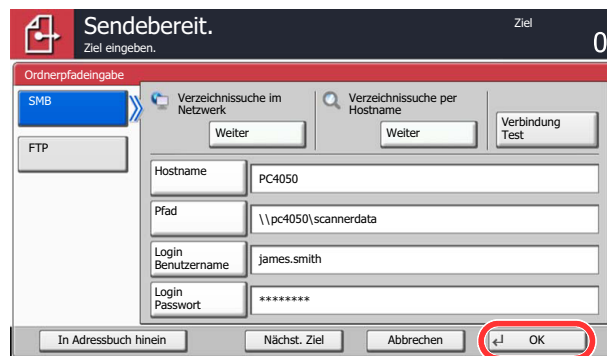 Sendebereit.
Ziel
Ziel eingeben.
0
Ordnerpfadeingabe
SMB
FTP
Verzeichnissuche im
Netzwerk
Weiter
Verzeichnissuche per
Hostname
Weiter
Verbindung
Test
Hostname
PC4050
Pfad
\\pc4050\scannerdata
Login
Benutzername
james.smith
Login
Passwort
********
In Adressbuch hinein
Nächst. Ziel
Abbrechen
OK